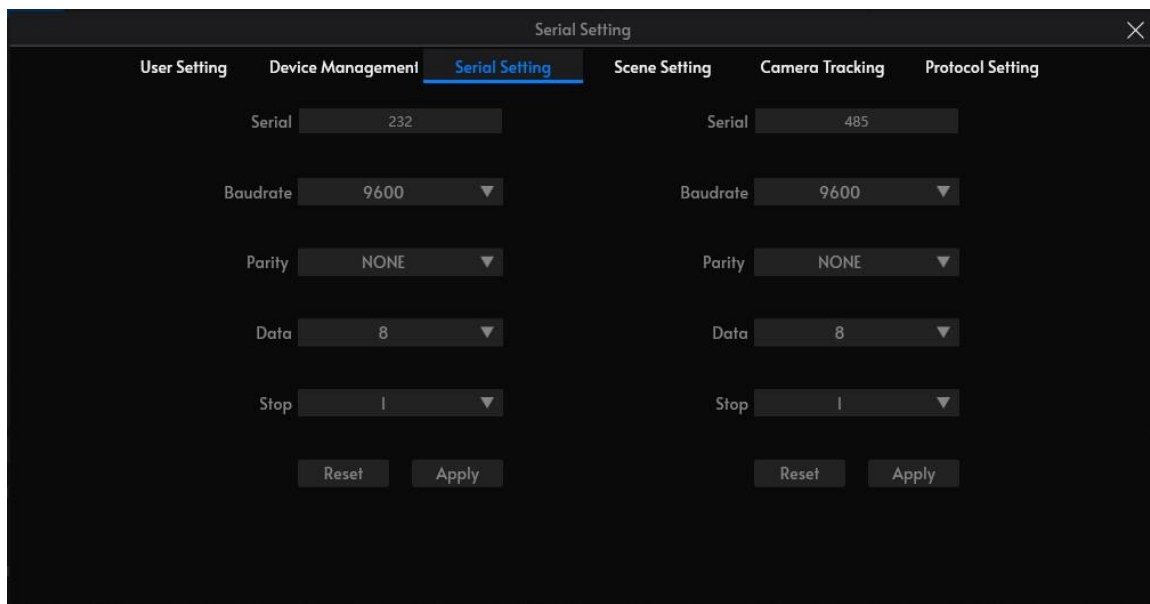 Serial Setting
User Setting Device Management Serial Setting Scene Setting Camera Tracking Protocol Setting
Serial 232 Serial 485
Baudrate 9600 Baudrate 9600
Parity NONE Parity NONE
Data 8 Data 8
Stop 1 Stop 1
Reset Apply Reset Apply